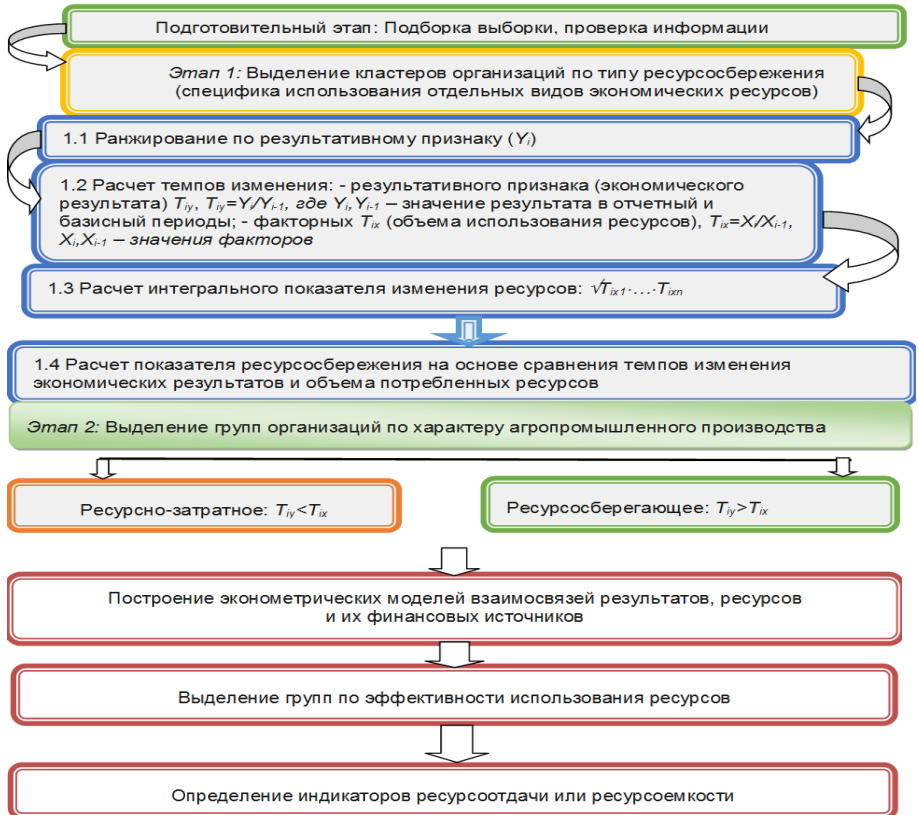 Подготовительный этап: Подборка выборки, проверка информации
Этап 1: Выделение кластеров организаций по типу ресурсосбережения
(специфика использования отдельных видов экономических ресурсов)
1.1 Ранжирование по результативному признаку (Yi)
1.2 Расчет темпов изменения: - результативного признака (экономического
результата) Tiy, Tiy=Yi/Yi-1, где Yi,Yi-1 – значение результата в отчетный и
базисный периоды; - факторных Tix (объема использования ресурсов), Tix=Xi/Xi-1,
Xi,Xi-1 – значения факторов
1.3 Расчет интегрального показателя изменения ресурсов: √Tix1·…·Tixn
1.4 Расчет показателя ресурсосбережения на основе сравнения темпов изменения
экономических результатов и объема потребленных ресурсов
Этап 2: Выделение групп организаций по характеру агропромышленного производства
Ресурсно-затратное: Tiy<Tix
Ресурсосберегающее: Tiy>Tix
Построение эконометрических моделей взаимосвязей результатов, ресурсов
и их финансовых источников
Выделение групп по эффективности использования ресурсов
Определение индикаторов ресурсоотдачи или ресурсоемкости